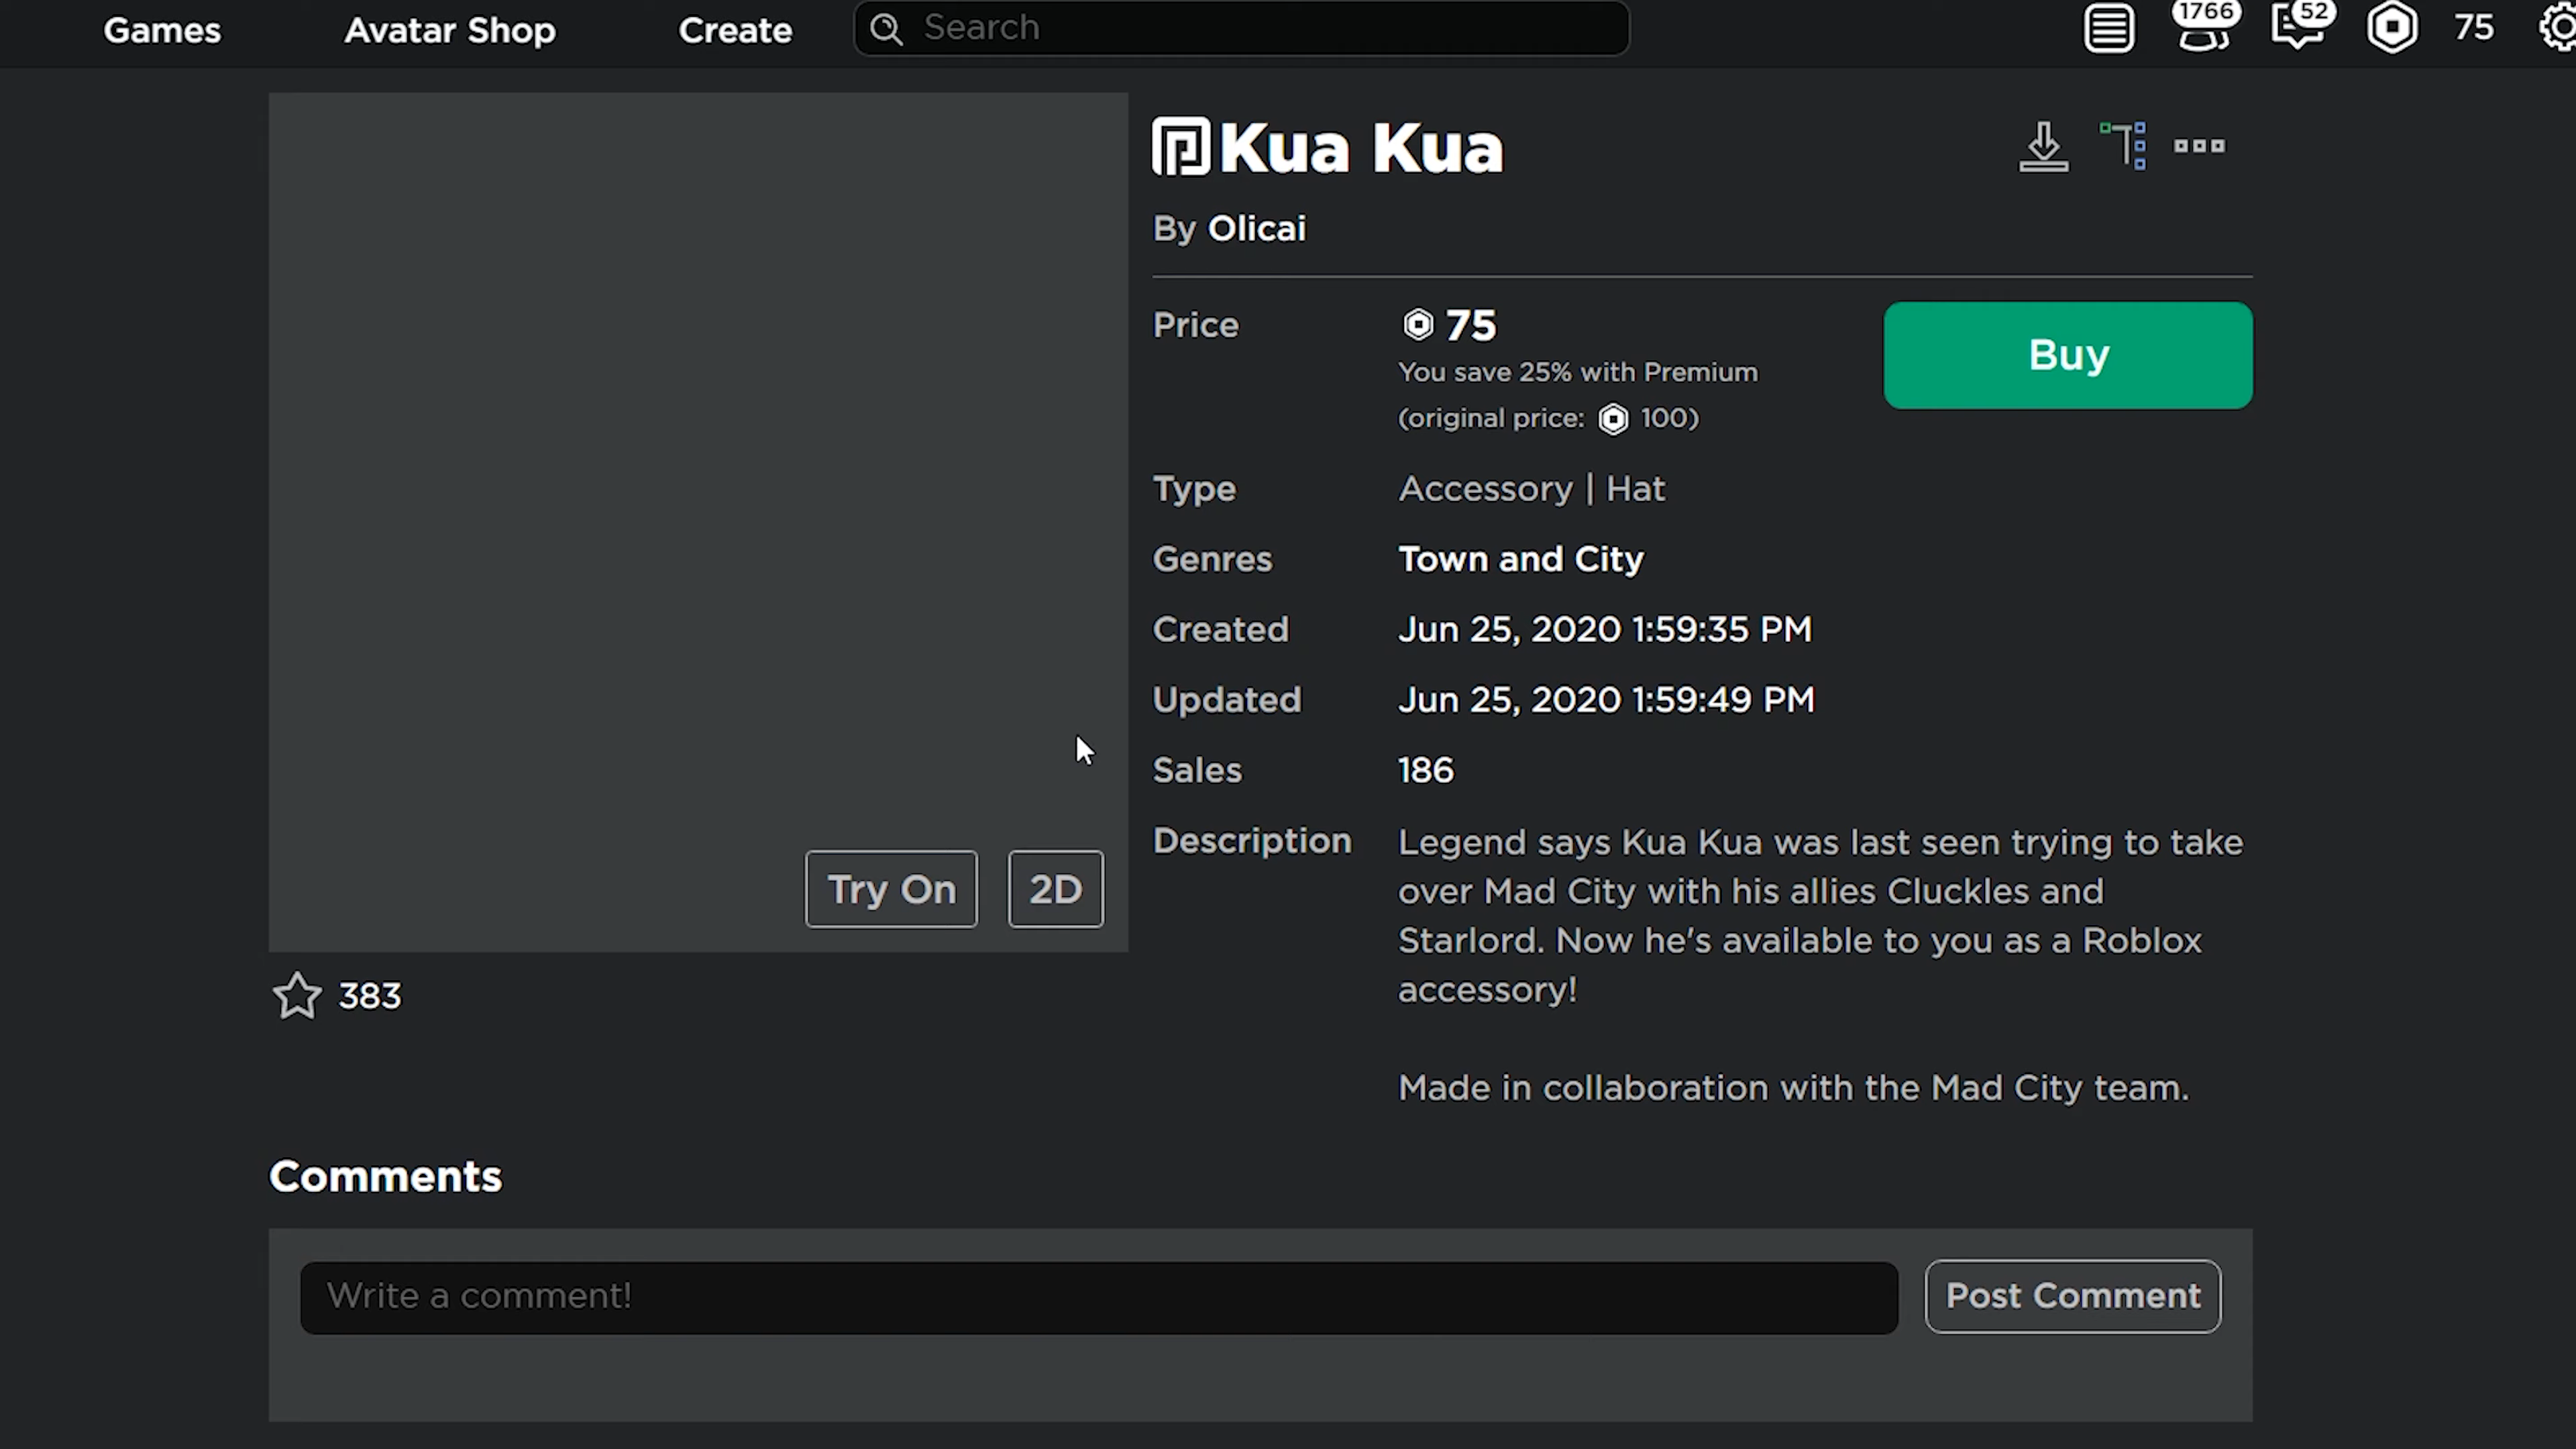 Games Avatar Shop Create Search 1766 52 75
Kua Kua
By Olicai
Price 75 Buy
You save 25% with Premium
(original price: 100)
Type Accessory | Hat
Genres Town and City
Created Jun 25, 2020 1:59:35 PM
Updated Jun 25, 2020 1:59:49 PM
Sales 186
Description Legend says Kua Kua was last seen trying to take
over Mad City with his allies Cluckles and
Starlord. Now he's available to you as a Roblox
accessory!
Made in collaboration with the Mad City team.
Try On 2D
383
Comments
Write a comment! Post Comment